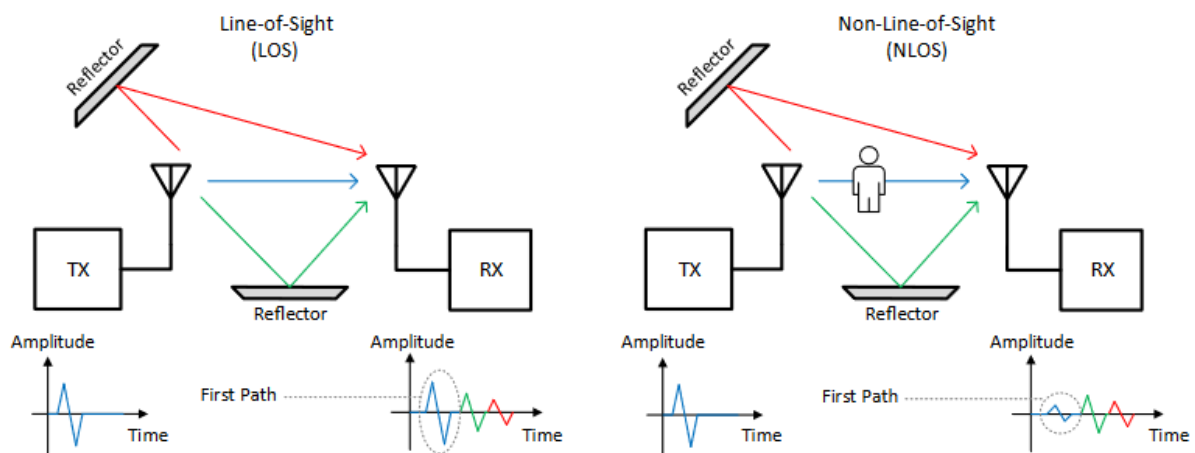 Line-of-Sight
(LOS)
Reflector
TX
RX
Reflector
Amplitude
Amplitude
First Path
Time
Time
Non-Line-of-Sight
(NLOS)
Reflector
TX
RX
Reflector
Amplitude
Amplitude
First Path
Time
Time